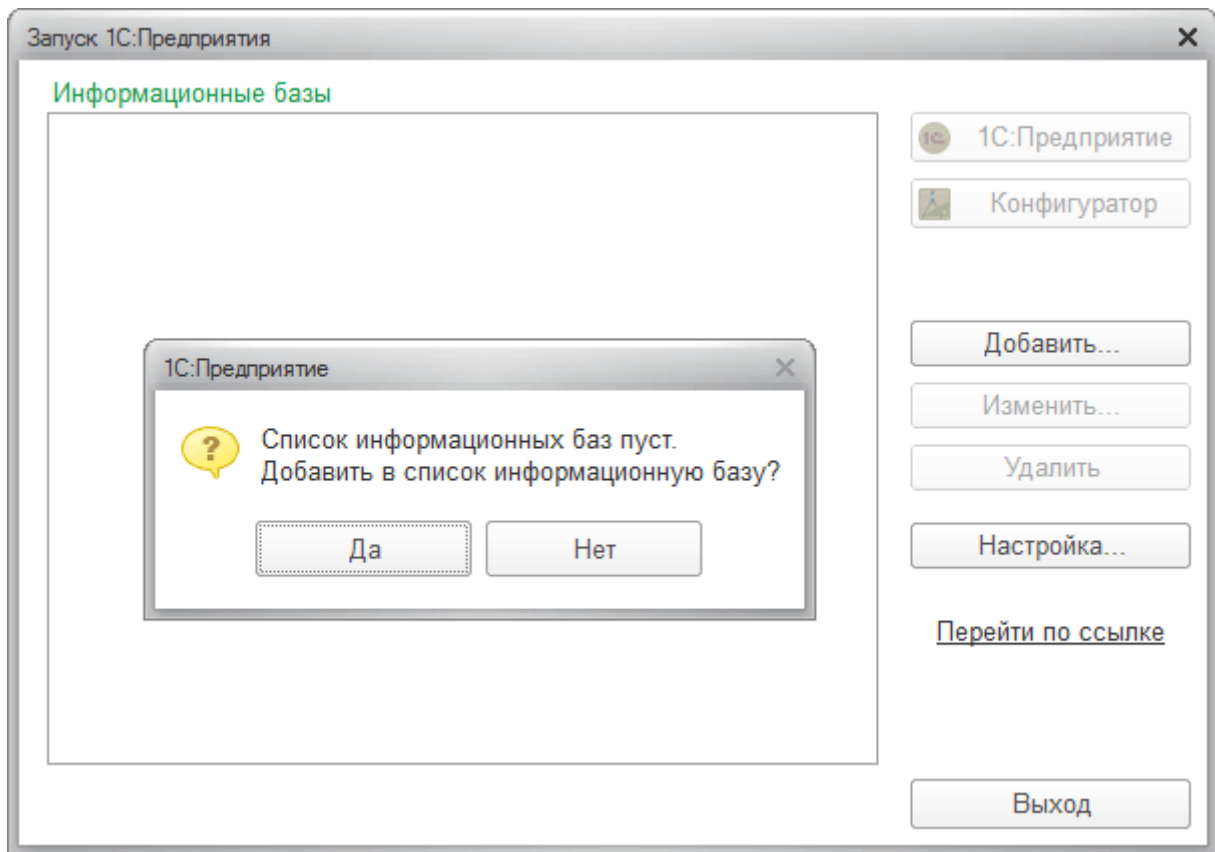 Запуск 1С:Предприятия
Информационные базы
1С:Предприятие
Конфигуратор
Добавить...
Изменить...
Удалить
Настройка...
Перейти по ссылке
Выход
1С:Предприятие
Список информационных баз пуст.
Добавить в список информационную базу?
Да
Нет